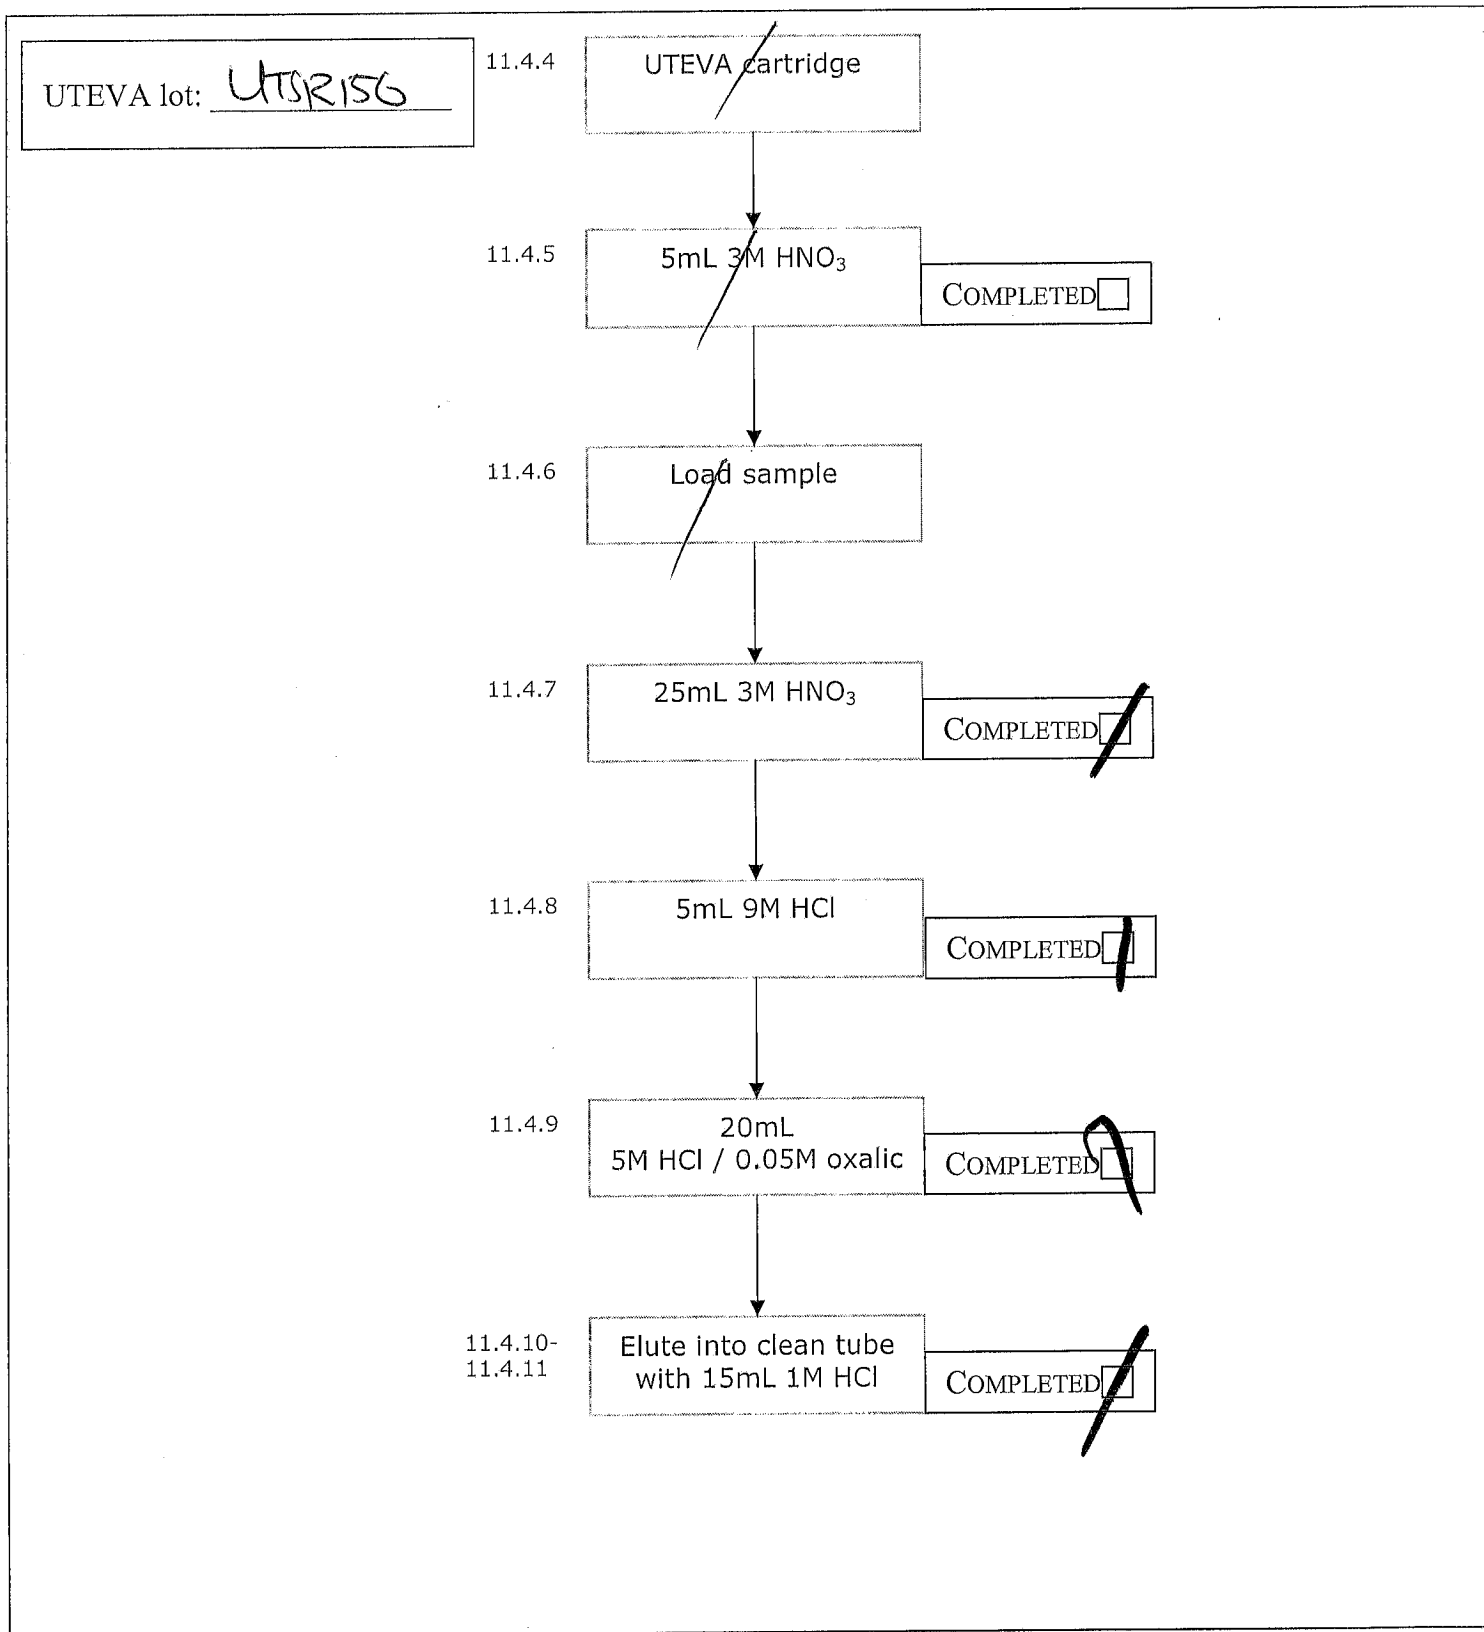 UTEVA lot: UTSR156
11.4.4
UTEVA cartridge
11.4.5
5mL 3M HNO₃
COMPLETED
11.4.6
Load sample
11.4.7
25mL 3M HNO₃
COMPLETED
11.4.8
5mL 9M HCl
COMPLETED
11.4.9
20mL
5M HCl / 0.05M oxalic
COMPLETED
11.4.10-
11.4.11
Elute into clean tube
with 15mL 1M HCl
COMPLETED